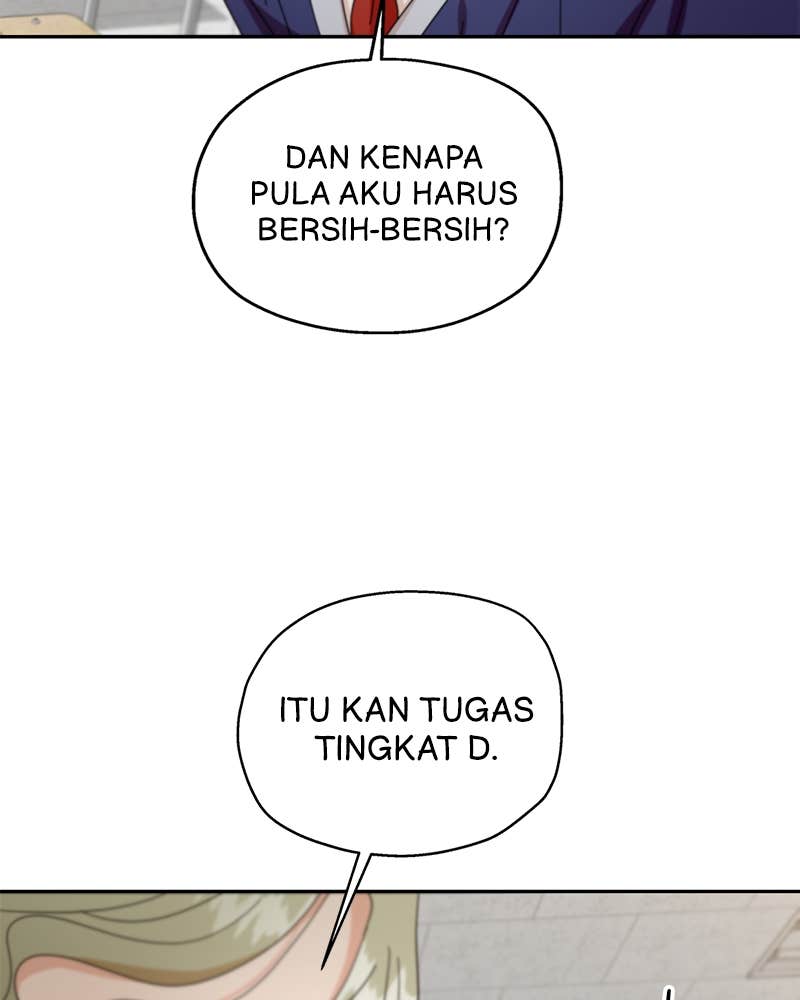 DAN KENAPA
PULA AKU HARUS
BERSIH-BERSIH?
ITU KAN TUGAS
TINGKAT D.